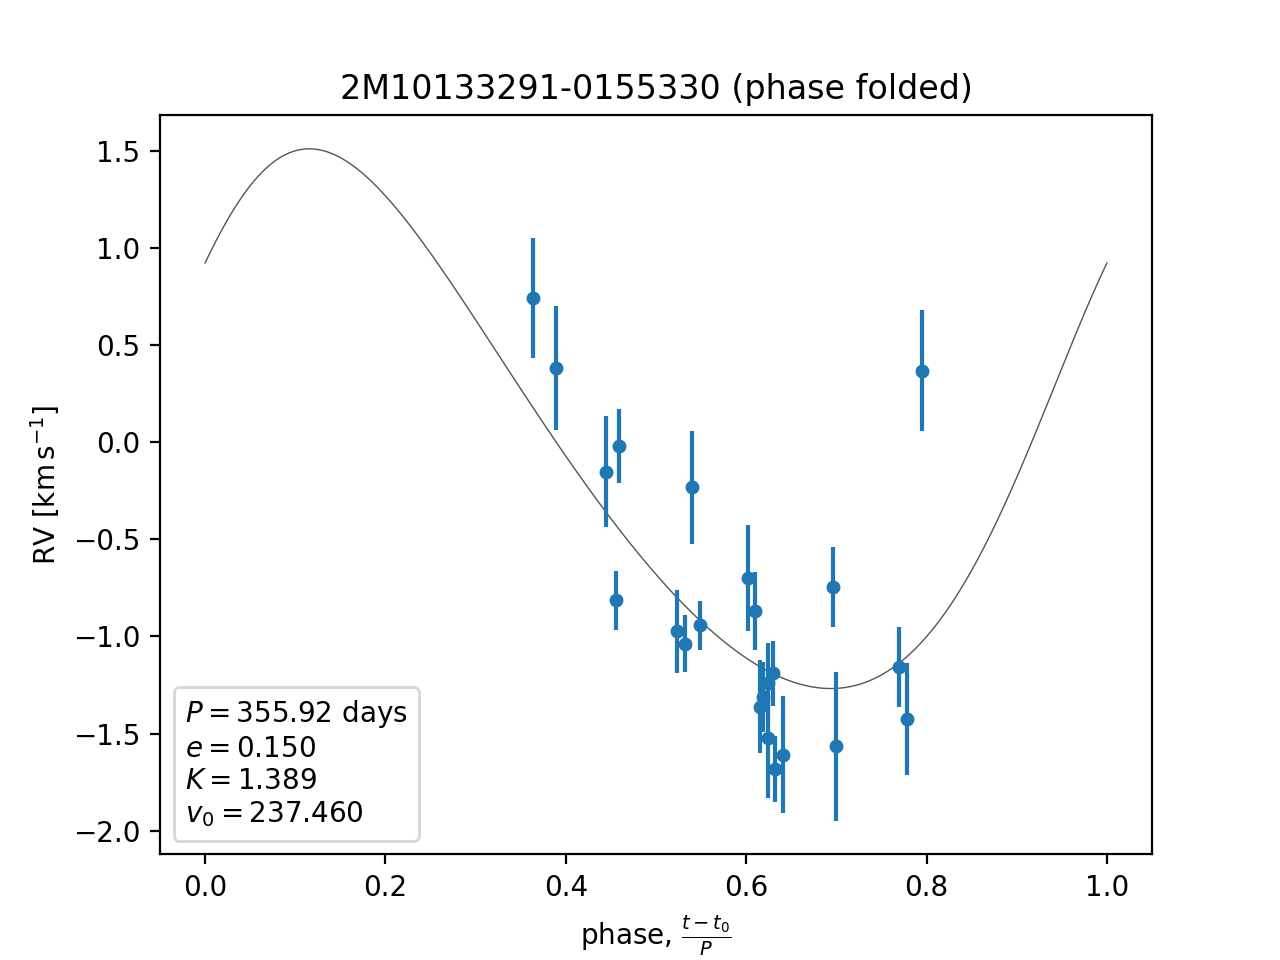 2M10133291-0155330 (phase folded)
RV [km s⁻¹]
1.5
1.0
0.5
0.0
−0.5
−1.0
−1.5
−2.0
P = 355.92 days
e = 0.150
K = 1.389
v₀ = 237.460
0.0 0.2 0.4 0.6 0.8 1.0
phase, (t − t₀)/P